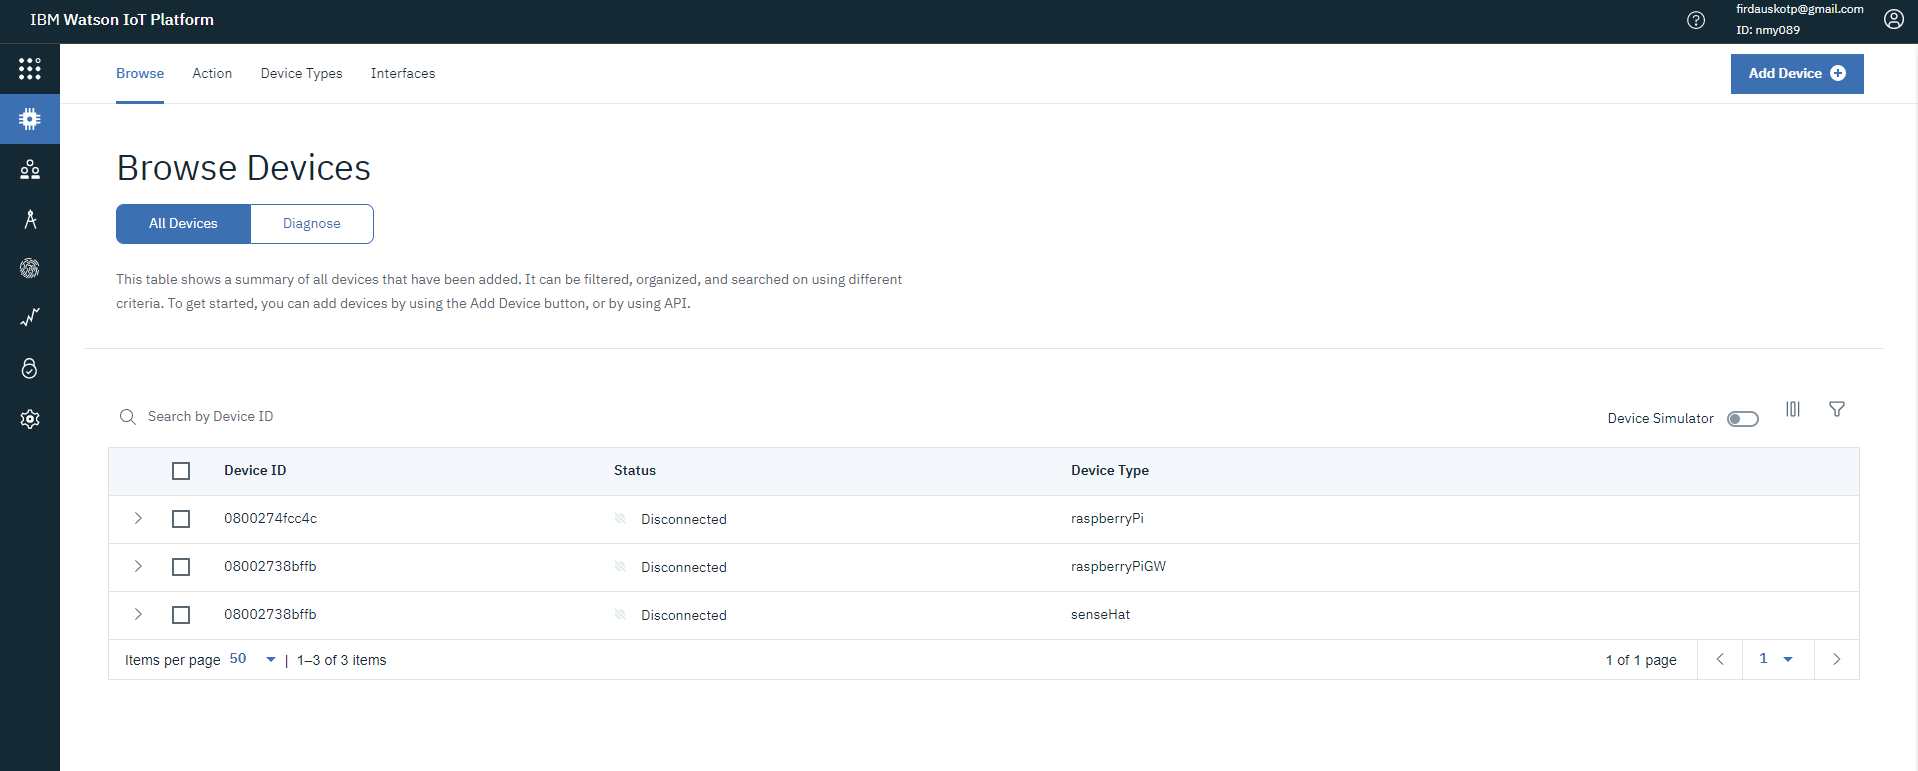 IBM Watson IoT Platform
firdauskotp@gmail.com
ID: nmy089
Browse
Action
Device Types
Interfaces
Add Device
Browse Devices
All Devices
Diagnose
This table shows a summary of all devices that have been added. It can be filtered, organized, and searched on using different
criteria. To get started, you can add devices by using the Add Device button, or by using API.
Search by Device ID
Device Simulator
Device ID Status Device Type
0800274fcc4c Disconnected raspberryPi
08002738bffb Disconnected raspberryPiGW
08002738bffb Disconnected senseHat
Items per page 50 | 1–3 of 3 items
1 of 1 page 1